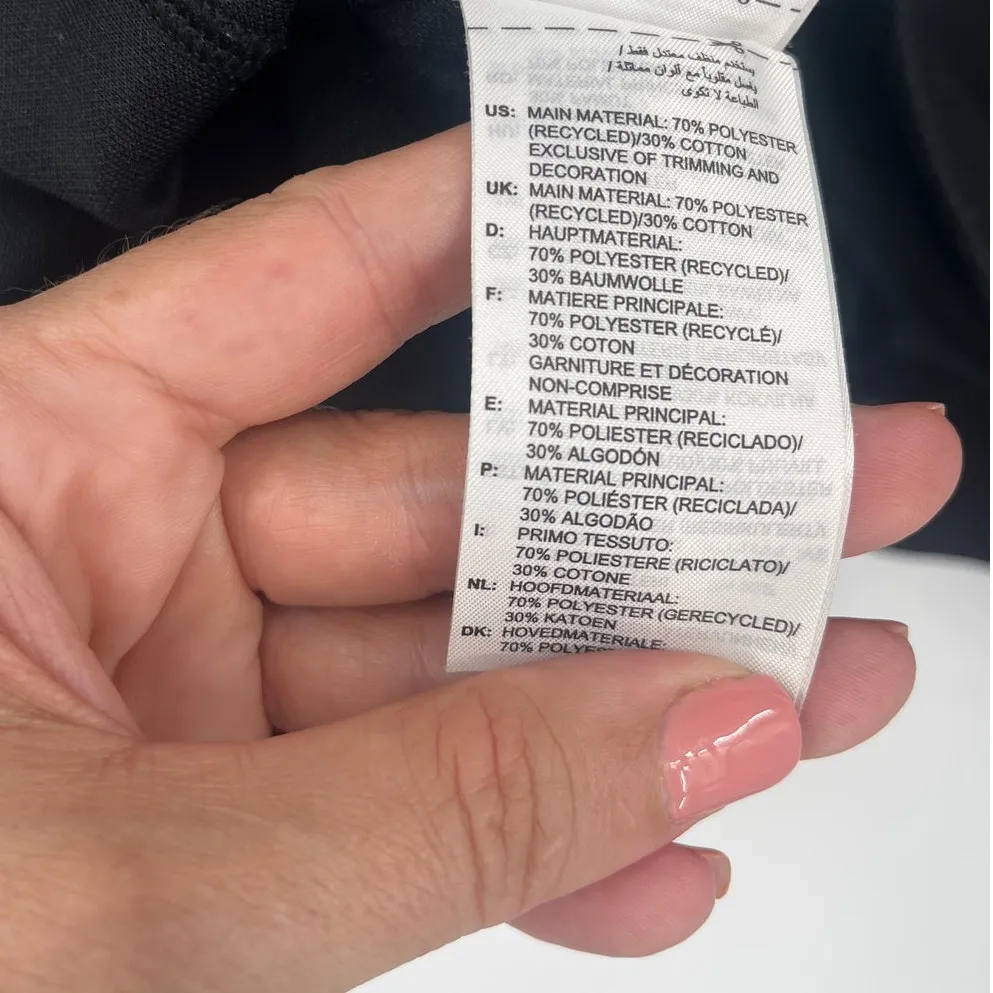 يستخدم منظف معتدل فقط /
يغسل مقلوباً مع ألوان مماثلة /
الطباعة لا تكوى
US: MAIN MATERIAL: 70% POLYESTER
(RECYCLED)/30% COTTON
EXCLUSIVE OF TRIMMING AND
DECORATION
UK: MAIN MATERIAL: 70% POLYESTER
(RECYCLED)/30% COTTON
D: HAUPTMATERIAL:
70% POLYESTER (RECYCLED)/
30% BAUMWOLLE
F: MATIERE PRINCIPALE:
70% POLYESTER (RECYCLÉ)/
30% COTON
GARNITURE ET DÉCORATION
NON-COMPRISE
E: MATERIAL PRINCIPAL:
70% POLIESTER (RECICLADO)/
30% ALGODÓN
P: MATERIAL PRINCIPAL:
70% POLIÉSTER (RECICLADA)/
30% ALGODÃO
I: PRIMO TESSUTO:
70% POLIESTERE (RICICLATO)/
30% COTONE
NL: HOOFDMATERIAAL:
70% POLYESTER (GERECYCLED)/
30% KATOEN
DK: HOVEDMATERIALE:
70%